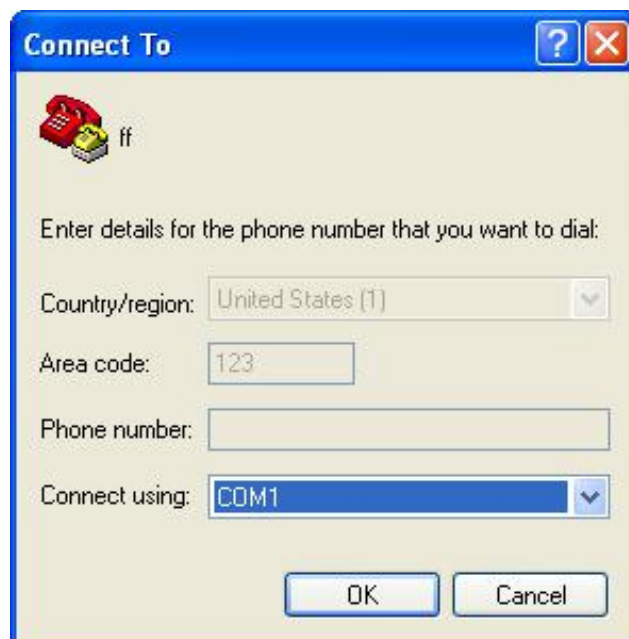 Connect To
ff
Enter details for the phone number that you want to dial:
Country/region: United States (1)
Area code: 123
Phone number:
Connect using: COM1
OK Cancel